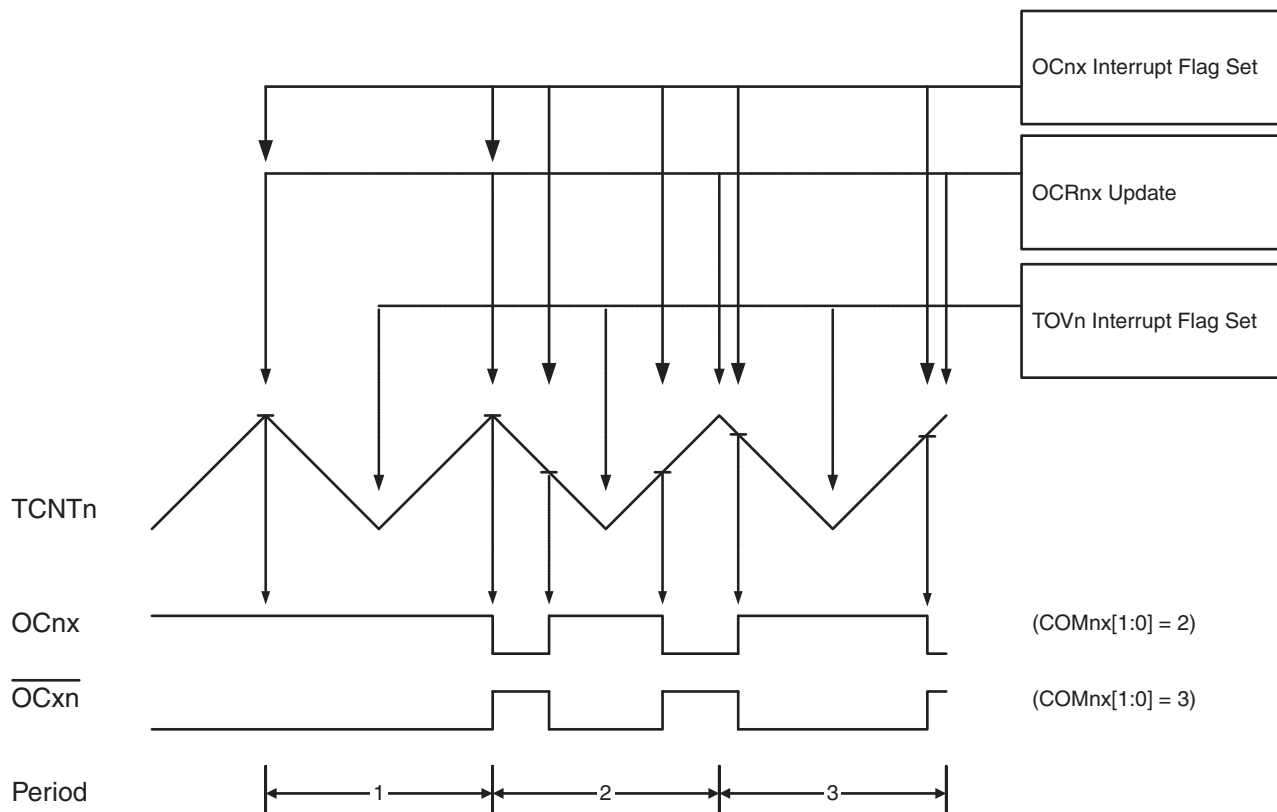 OCnx Interrupt Flag Set
OCRnx Update
TOVn Interrupt Flag Set
TCNTn
OCnx
(COMnx[1:0] = 2)
OCxn
(COMnx[1:0] = 3)
Period
1
2
3